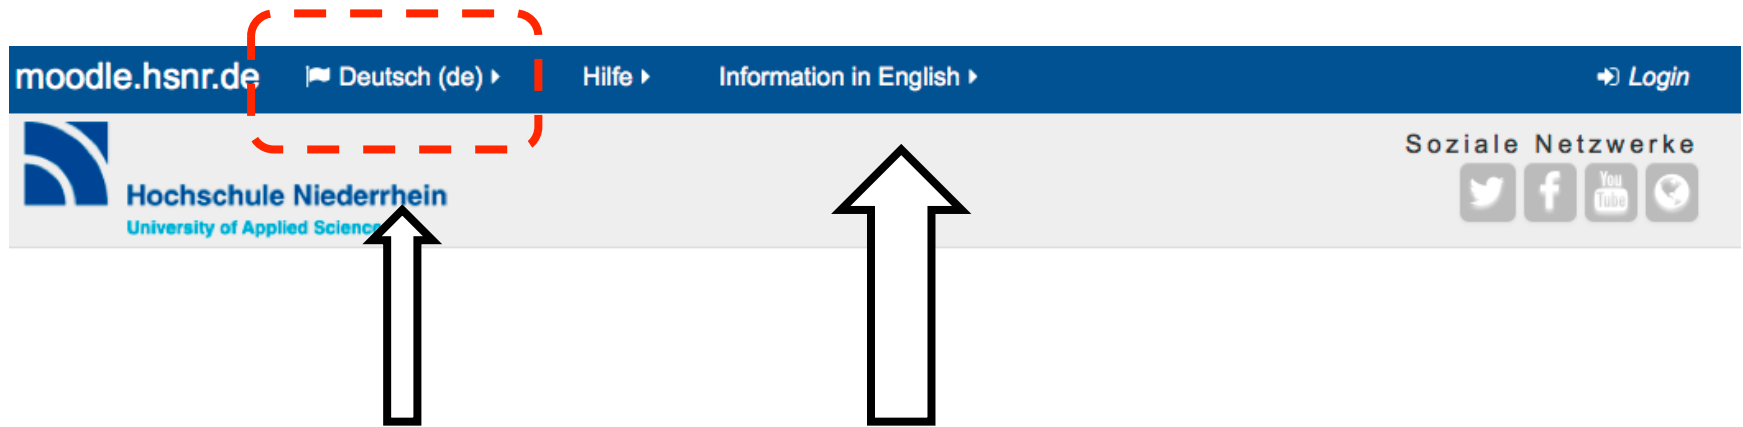 moodle.hsnr.de Deutsch (de) Hilfe Information in English Login
Soziale Netzwerke
You
Tube
Hochschule Niederrhein
University of Applied Science